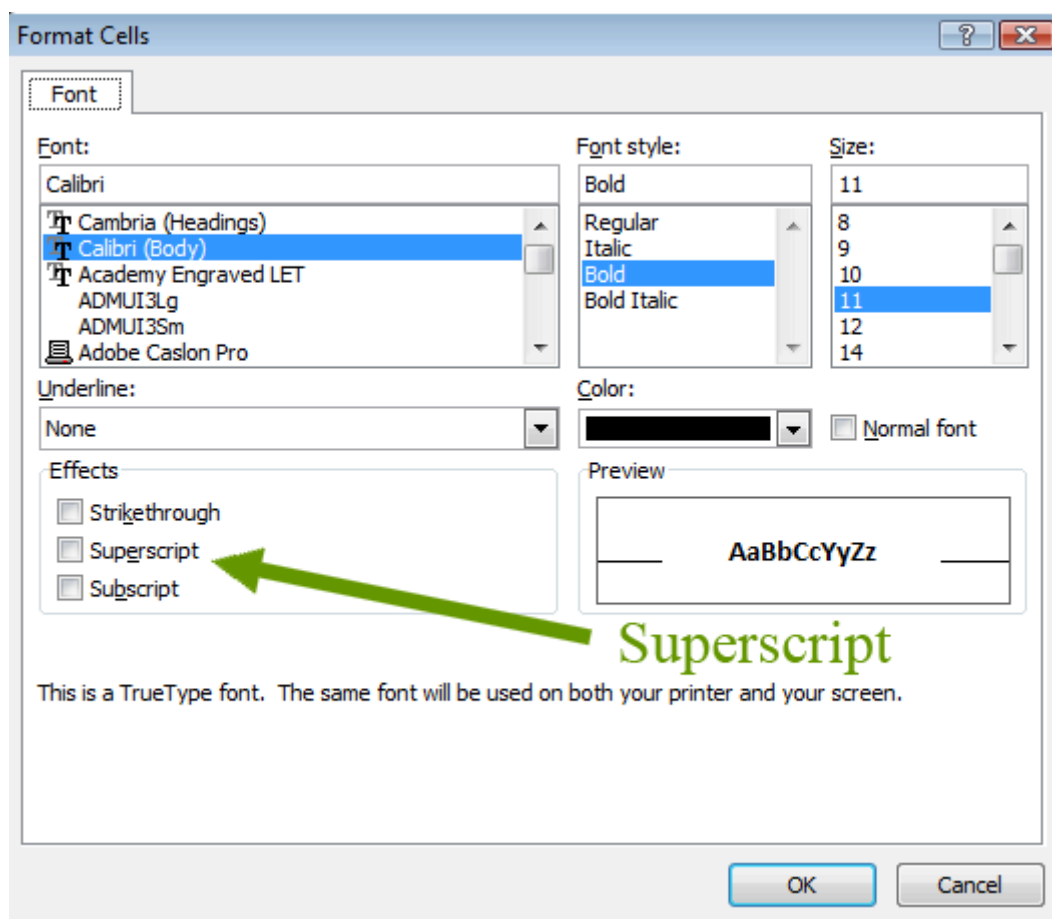 Format Cells
Font
Font:
Font style:
Size:
Calibri
Bold
11
Cambria (Headings)
Calibri (Body)
Academy Engraved LET
ADMUI3Lg
ADMUI3Sm
Adobe Caslon Pro
Regular
Italic
Bold
Bold Italic
8
9
10
11
12
14
Underline:
Color:
None
Normal font
Effects
Preview
Strikethrough
Superscript
Subscript
AaBbCcYyZz
Superscript
This is a TrueType font.  The same font will be used on both your printer and your screen.
OK
Cancel